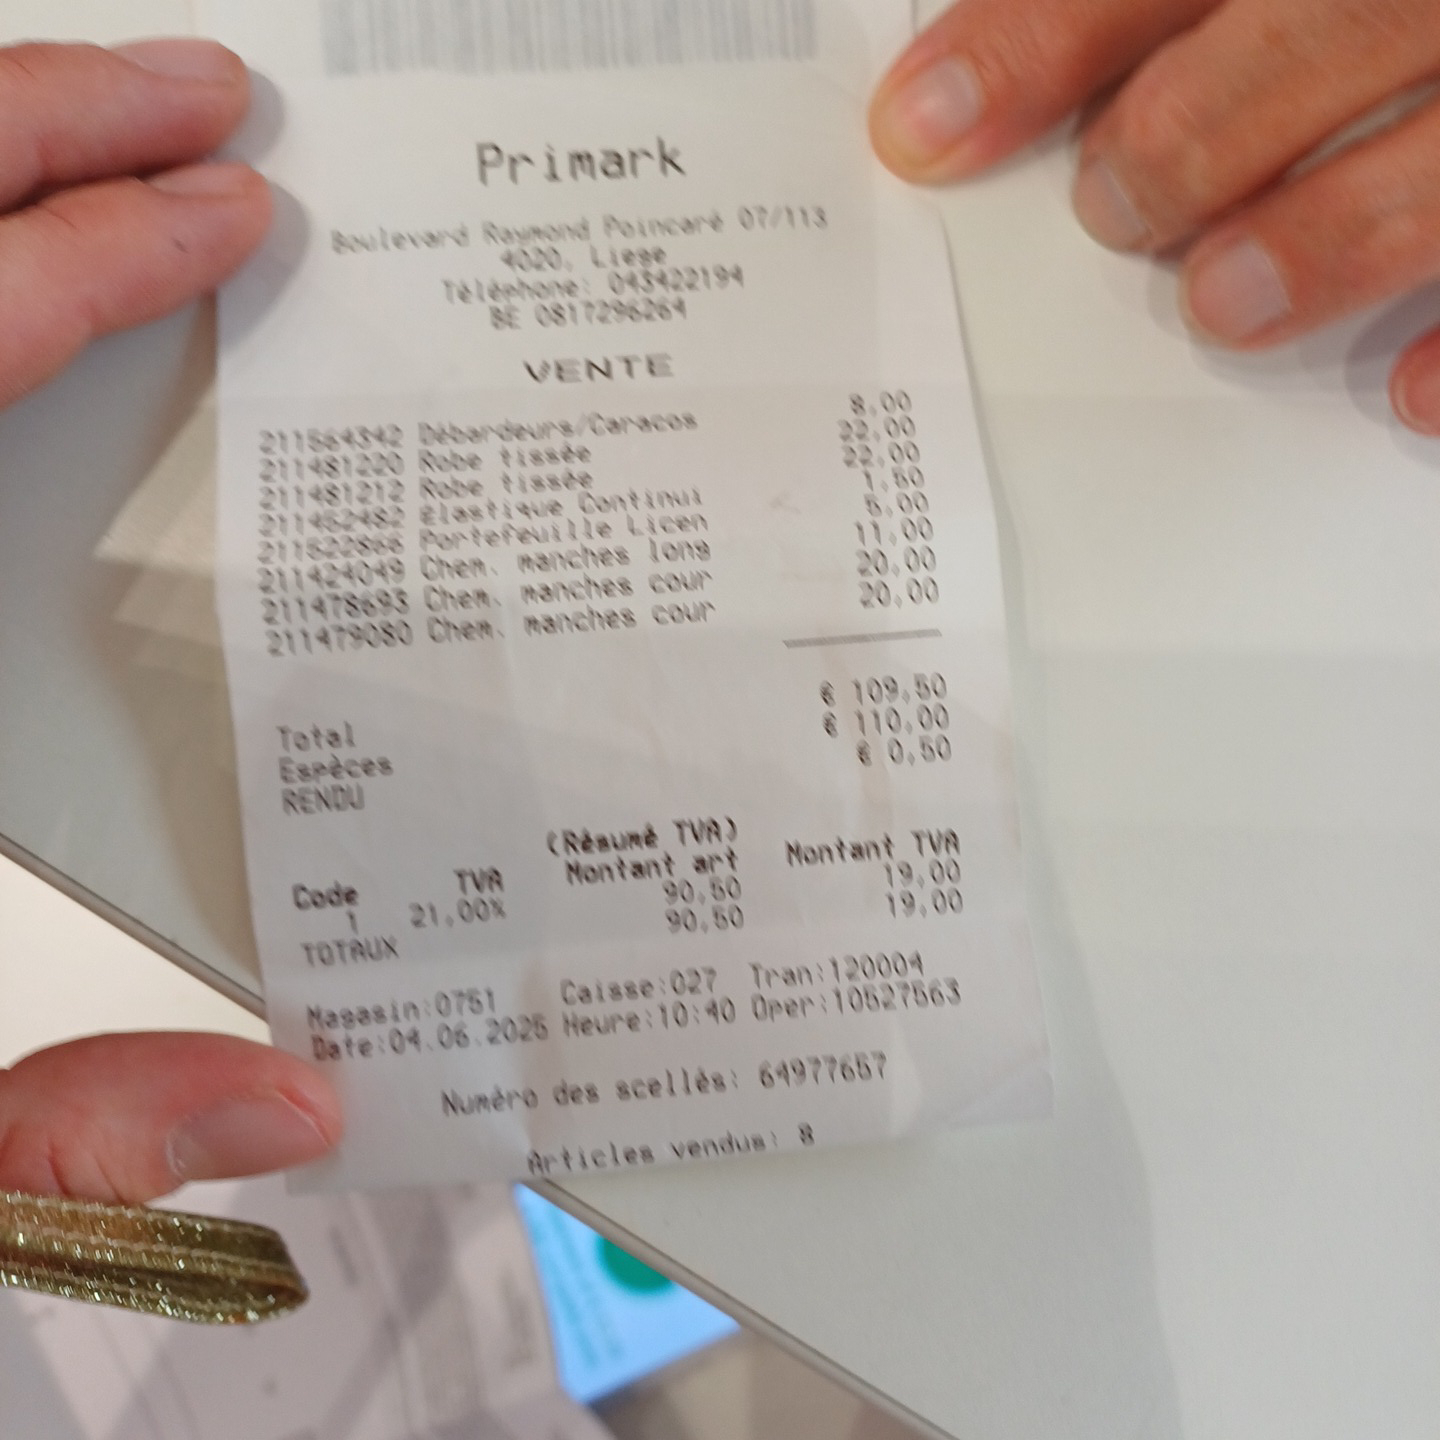 Primark
Boulevard Raymond Poincaré 07/113
4020, Liege
Téléphone: 043422194
BE 0817296264
VENTE
211564342 Débardeurs/Caracos 8,00
211481220 Robe tissée 22,00
211481212 Robe tissée 22,00
211452482 Élastique Continui 1,50
211522866 Portefeuille Licen 5,00
211424049 Chem. manches long 11,00
211478693 Chem. manches cour 20,00
211479080 Chem. manches cour 20,00
Total € 109,50
Espèces € 110,00
RENDU € 0,50
(Résumé TVA)
Code TVA Montant art Montant TVA
1 21,00% 90,50 19,00
TOTAUX 90,50 19,00
Magasin:0751 Caisse:027 Tran:120004
Date:04.06.2025 Heure:10:40 Oper:10527563
Numéro des scellés: 64977657
Articles vendus: 8